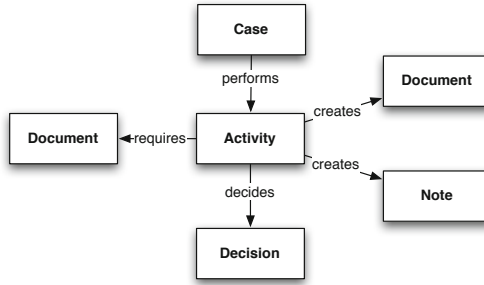 Case
performs
Document
creates
Document
requires
Activity
creates
decides
Note
Decision